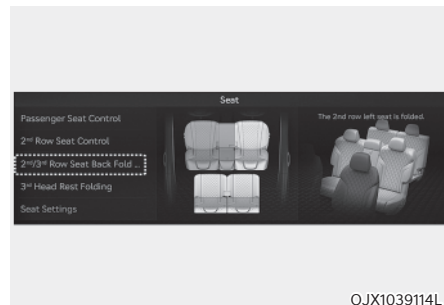 Seat
Passenger Seat Control
The 2nd row left seat is folded.
2ⁿᵈ Row Seat Control
2ⁿᵈ/3ʳᵈ Row Seat Back Fold ...
3ʳᵈ Head Rest Folding
Seat Settings
OJX1039114L